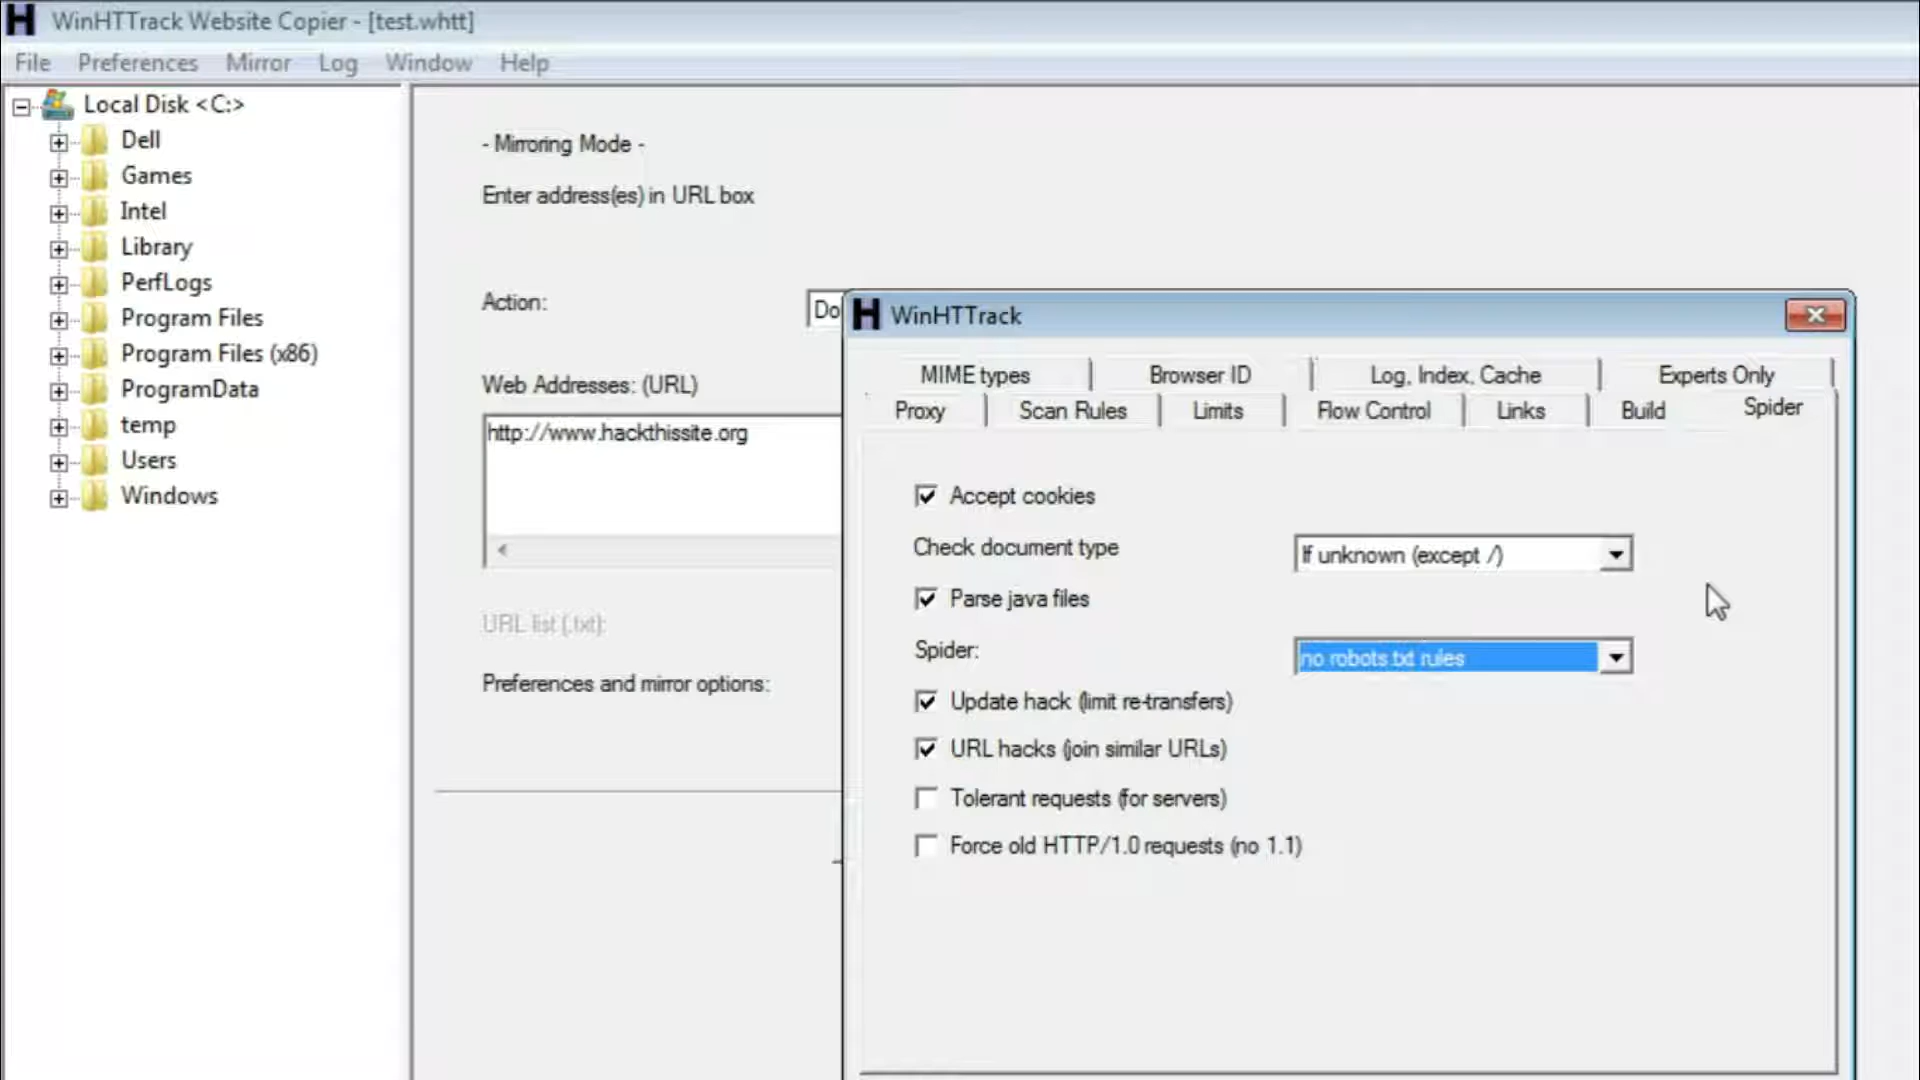 WinHTTrack Website Copier - [test.whtt]
File Preferences Mirror Log Window Help
Local Disk <C:>
Dell
Games
Intel
Library
PerfLogs
Program Files
Program Files (x86)
ProgramData
temp
Users
Windows
- Mirroring Mode -
Enter address(es) in URL box
Action:
Do
Web Addresses: (URL)
http://www.hackthissite.org
URL list (.txt):
Preferences and mirror options:
WinHTTrack
MIME types Browser ID Log, Index, Cache Experts Only
Proxy Scan Rules Limits Flow Control Links Build Spider
Accept cookies
Check document type If unknown (except /)
Parse java files
Spider: no robots.txt rules
Update hack (limit re-transfers)
URL hacks (join similar URLs)
Tolerant requests (for servers)
Force old HTTP/1.0 requests (no 1.1)